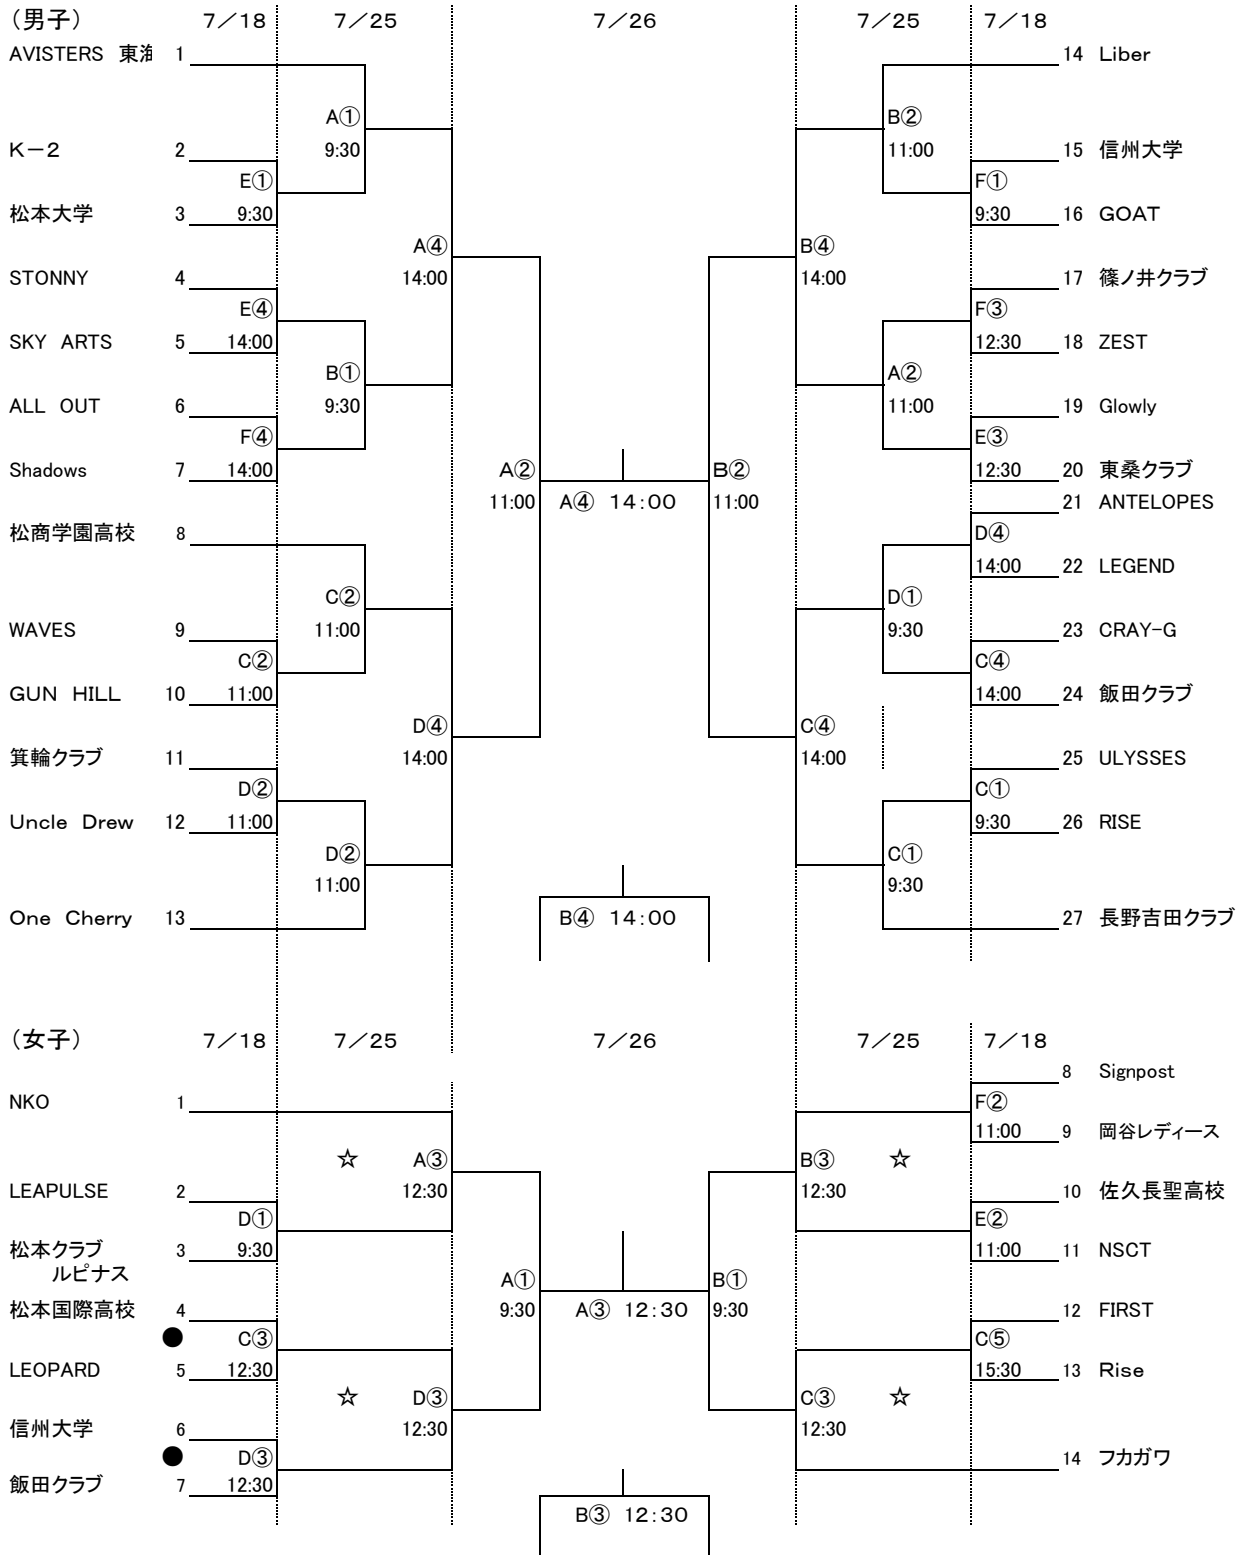 （男子） 7／18 7／25 7／26 7／25 7／18
AVISTERS 東海 1 14 Liber
A① B②
K－2 2 9:30 11:00 15 信州大学
E① F①
松本大学 3 9:30 9:30 16 GOAT
A④ B④
STONNY 4 14:00 14:00 17 篠ノ井クラブ
E④ F③
SKY ARTS 5 14:00 12:30 18 ZEST
B① A②
ALL OUT 6 9:30 11:00 19 Glowly
F④ E③
Shadows 7 14:00 A② B② 12:30 20 東桑クラブ
11:00 A④ 14:00 11:00 21 ANTELOPES
松商学園高校 8 D④
14:00 22 LEGEND
C② D①
WAVES 9 11:00 9:30 23 CRAY-G
C② C④
GUN HILL 10 11:00 14:00 24 飯田クラブ
D④ C④
箕輪クラブ 11 14:00 14:00 25 ULYSSES
D② C①
Uncle Drew 12 11:00 9:30 26 RISE
D② C①
11:00 9:30
One Cherry 13 B④ 14:00 27 長野吉田クラブ
（女子） 7／18 7／25 7／26 7／25 7／18
8 Signpost
NKO 1 F②
11:00 9 岡谷レディース
☆ A③ B③ ☆
LEAPULSE 2 12:30 12:30 10 佐久長聖高校
D① E②
松本クラブ 3 9:30 11:00 11 NSCT
ルピナス
A① B①
松本国際高校 4 9:30 A③ 12:30 9:30 12 FIRST
● C③ C⑤
LEOPARD 5 12:30 15:30 13 Rise
☆ D③ C③ ☆
信州大学 6 12:30 12:30
● D③ 14 フカガワ
飯田クラブ 7 12:30
B③ 12:30